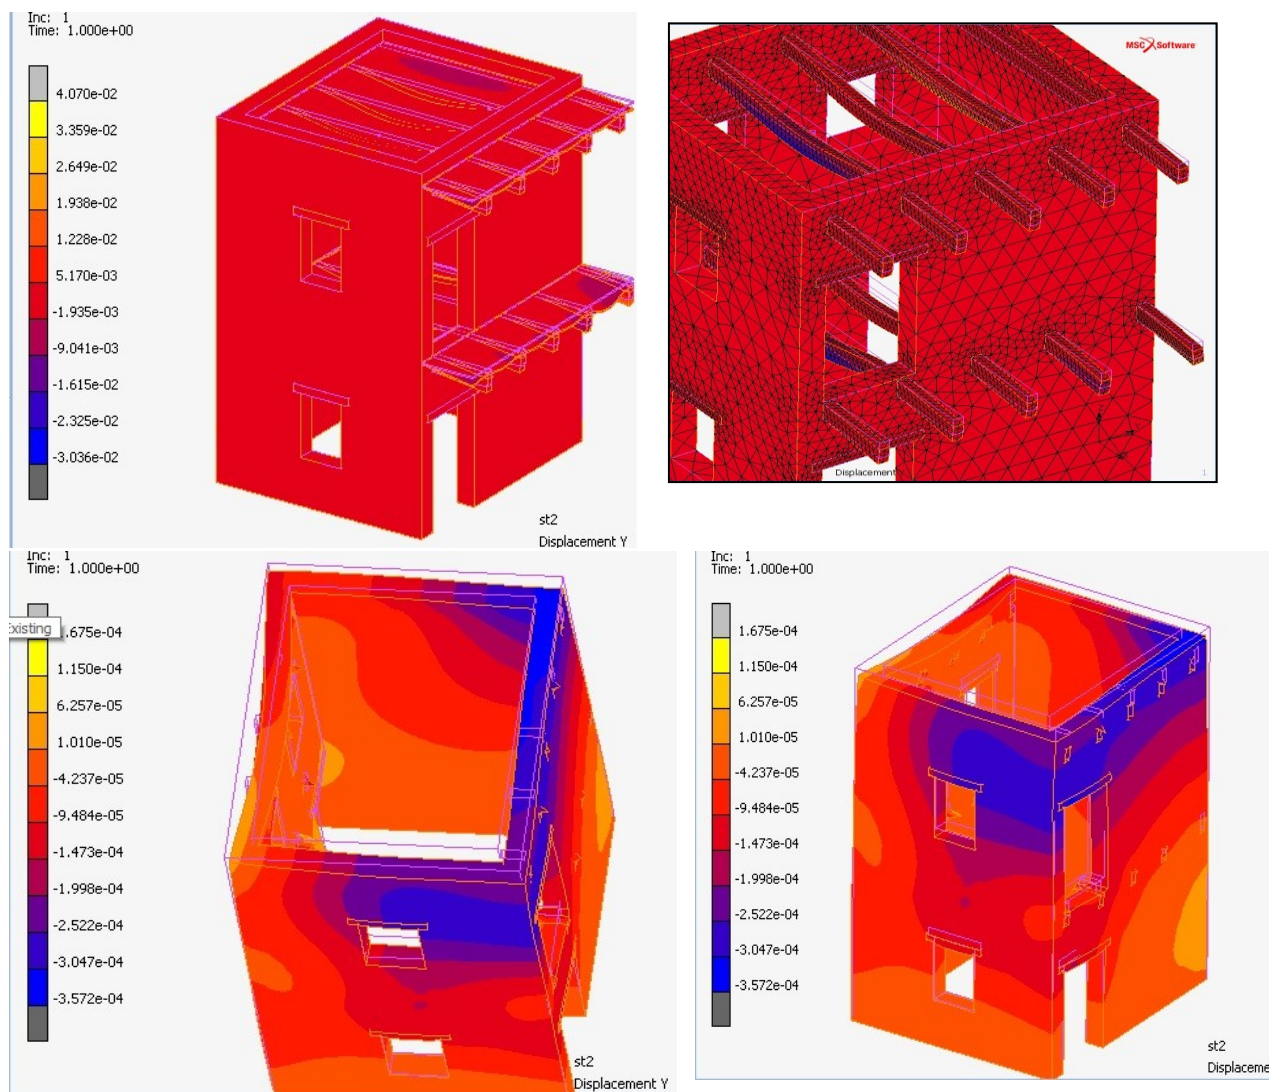 Inc: 1
Time: 1.000e+00
4.070e-02
3.359e-02
2.649e-02
1.938e-02
1.228e-02
5.170e-03
-1.935e-03
-9.041e-03
-1.615e-02
-2.325e-02
-3.036e-02
st2
Displacement Y
MSC Software
Displacement
1
Inc: 1
Time: 1.000e+00
Existing
.675e-04
1.150e-04
6.257e-05
1.010e-05
-4.237e-05
-9.484e-05
-1.473e-04
-1.998e-04
-2.522e-04
-3.047e-04
-3.572e-04
st2
Displacement Y
Inc: 1
Time: 1.000e+00
1.675e-04
1.150e-04
6.257e-05
1.010e-05
-4.237e-05
-9.484e-05
-1.473e-04
-1.998e-04
-2.522e-04
-3.047e-04
-3.572e-04
st2
Displaceme